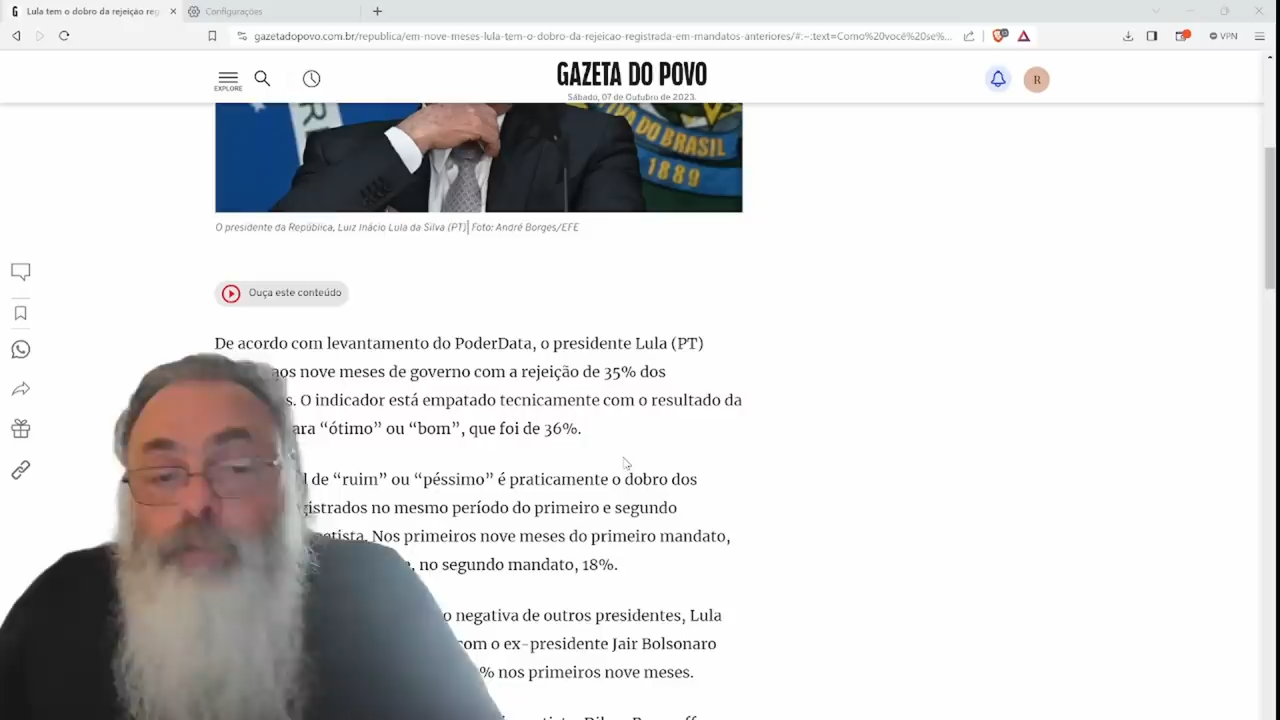 Lula tem o dobro da rejeição reg
Configurações
gazetadopovo.com.br/republica/em-nove-meses-lula-tem-o-dobro-da-rejeicao-registrada-em-mandatos-anteriores/#:~:text=Como%20você%20se%...
VPN
EXPLORE
GAZETA DO POVO
R
Sábado, 07 de Outubro de 2023.
DO BRASIL
1889
O presidente da República, Luiz Inácio Lula da Silva (PT)| Foto: André Borges/EFE
Ouça este conteúdo
De acordo com levantamento do PoderData, o presidente Lula (PT)
aos nove meses de governo com a rejeição de 35% dos
s. O indicador está empatado tecnicamente com o resultado da
ara “ótimo” ou “bom”, que foi de 36%.
l de “ruim” ou “péssimo” é praticamente o dobro dos
gistrados no mesmo período do primeiro e segundo
petista. Nos primeiros nove meses do primeiro mandato,
, no segundo mandato, 18%.
o negativa de outros presidentes, Lula
com o ex-presidente Jair Bolsonaro
% nos primeiros nove meses.